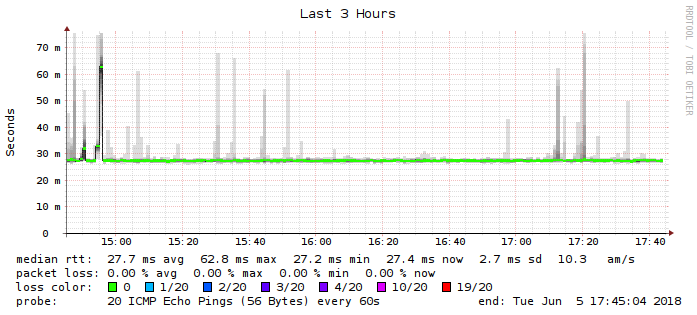 Last 3 Hours
RRDTOOL / TOBI OETIKER
Seconds
70 m
60 m
50 m
40 m
30 m
20 m
10 m
0
15:00 15:20 15:40 16:00 16:20 16:40 17:00 17:20 17:40
median rtt: 27.7 ms avg 62.8 ms max 27.2 ms min 27.4 ms now 2.7 ms sd 10.3 am/s
packet loss: 0.00 % avg 0.00 % max 0.00 % min 0.00 % now
loss color: 0 1/20 2/20 3/20 4/20 10/20 19/20
probe: 20 ICMP Echo Pings (56 Bytes) every 60s end: Tue Jun 5 17:45:04 2018